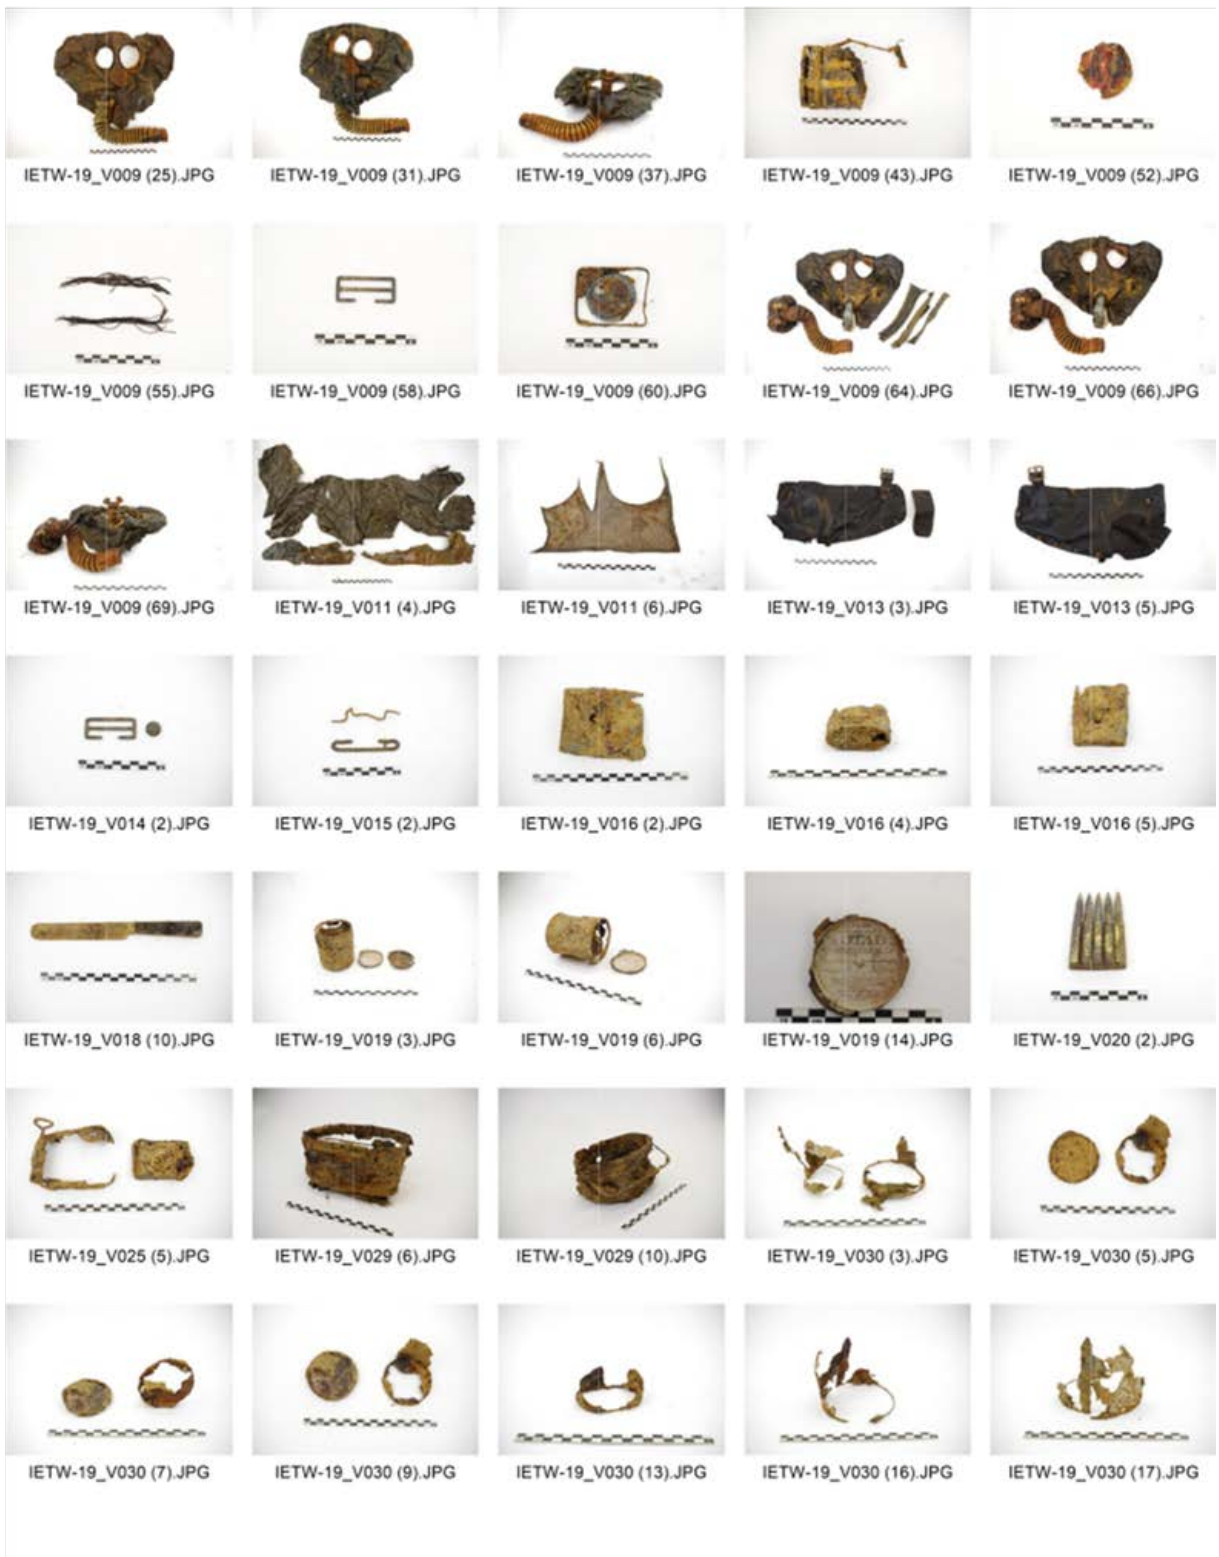 IETW-19_V009 (25).JPG
IETW-19_V009 (31).JPG
IETW-19_V009 (37).JPG
IETW-19_V009 (43).JPG
IETW-19_V009 (52).JPG
IETW-19_V009 (55).JPG
IETW-19_V009 (58).JPG
IETW-19_V009 (60).JPG
IETW-19_V009 (64).JPG
IETW-19_V009 (66).JPG
IETW-19_V009 (69).JPG
IETW-19_V011 (4).JPG
IETW-19_V011 (6).JPG
IETW-19_V013 (3).JPG
IETW-19_V013 (5).JPG
IETW-19_V014 (2).JPG
IETW-19_V015 (2).JPG
IETW-19_V016 (2).JPG
IETW-19_V016 (4).JPG
IETW-19_V016 (5).JPG
IETW-19_V018 (10).JPG
IETW-19_V019 (3).JPG
IETW-19_V019 (6).JPG
IETW-19_V019 (14).JPG
IETW-19_V020 (2).JPG
IETW-19_V025 (5).JPG
IETW-19_V029 (6).JPG
IETW-19_V029 (10).JPG
IETW-19_V030 (3).JPG
IETW-19_V030 (5).JPG
IETW-19_V030 (7).JPG
IETW-19_V030 (9).JPG
IETW-19_V030 (13).JPG
IETW-19_V030 (16).JPG
IETW-19_V030 (17).JPG